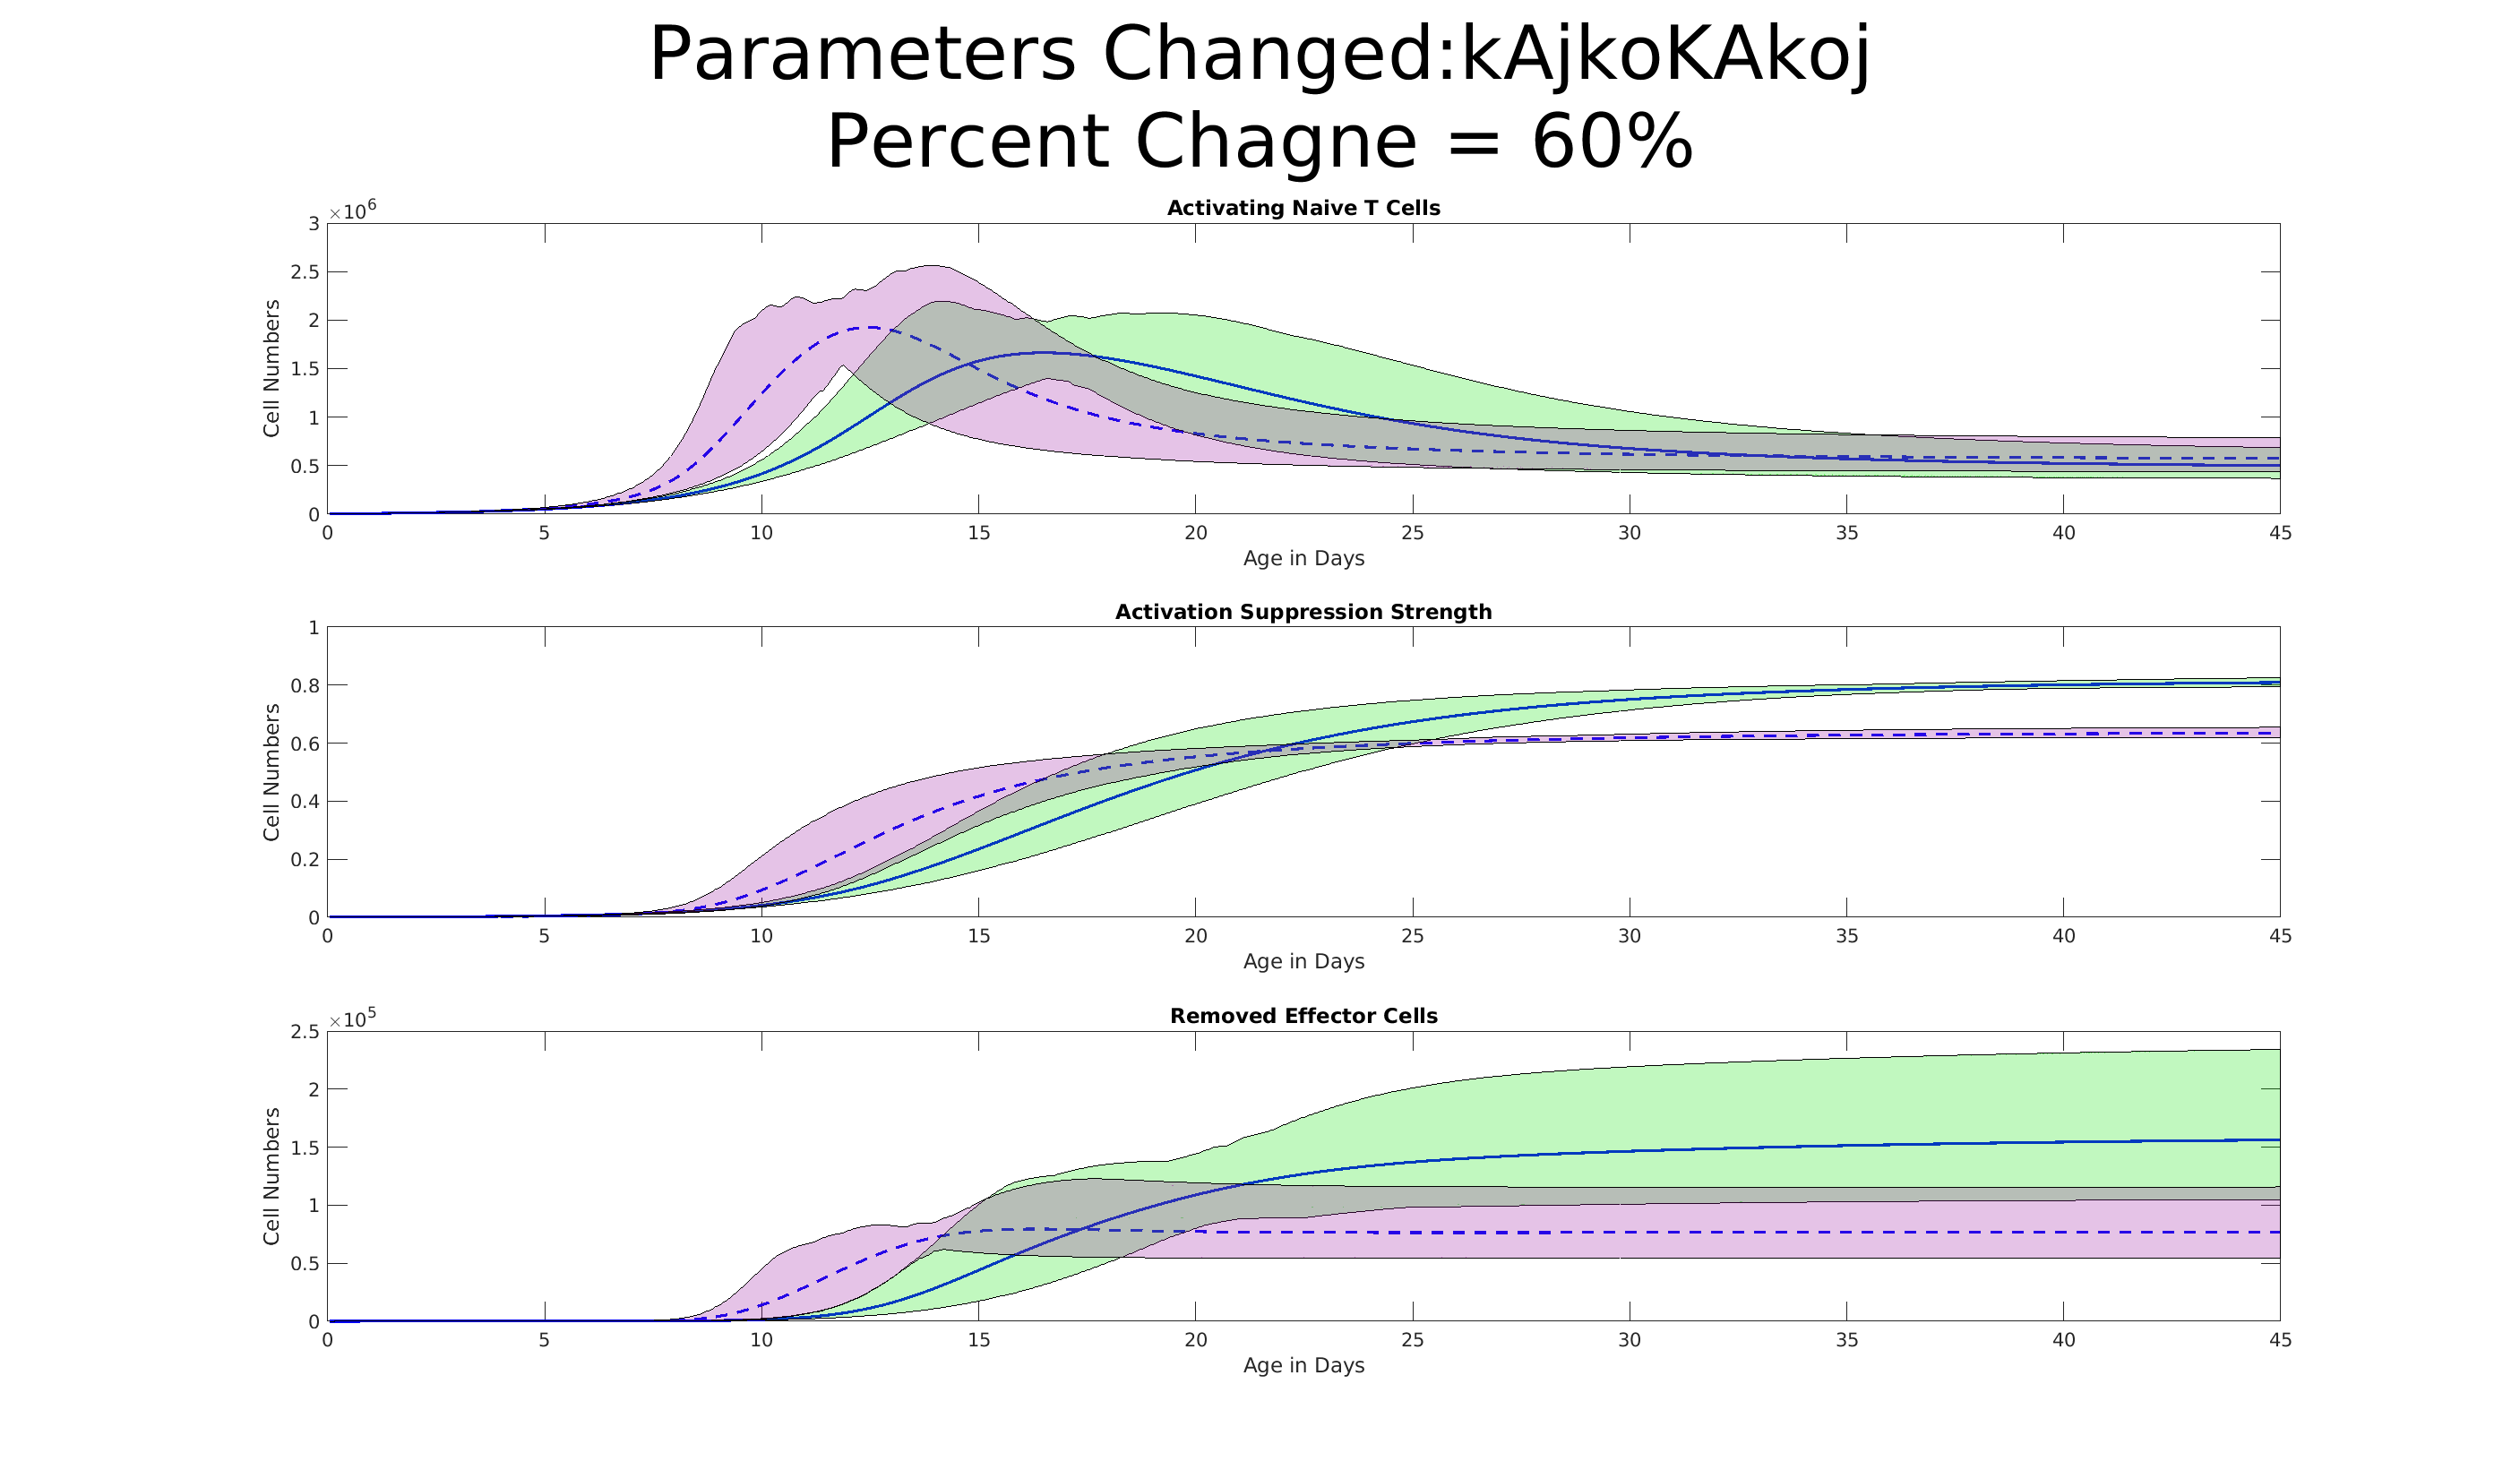 Parameters Changed:kAjkoKAkoj
Percent Chagne = 60%
Activating Naive T Cells
×10^6
3
2.5
2
1.5
1
0.5
0
Cell Numbers
0 5 10 15 20 25 30 35 40 45
Age in Days
Activation Suppression Strength
1
0.8
0.6
0.4
0.2
0
Cell Numbers
0 5 10 15 20 25 30 35 40 45
Age in Days
Removed Effector Cells
×10^5
2.5
2
1.5
1
0.5
0
Cell Numbers
0 5 10 15 20 25 30 35 40 45
Age in Days